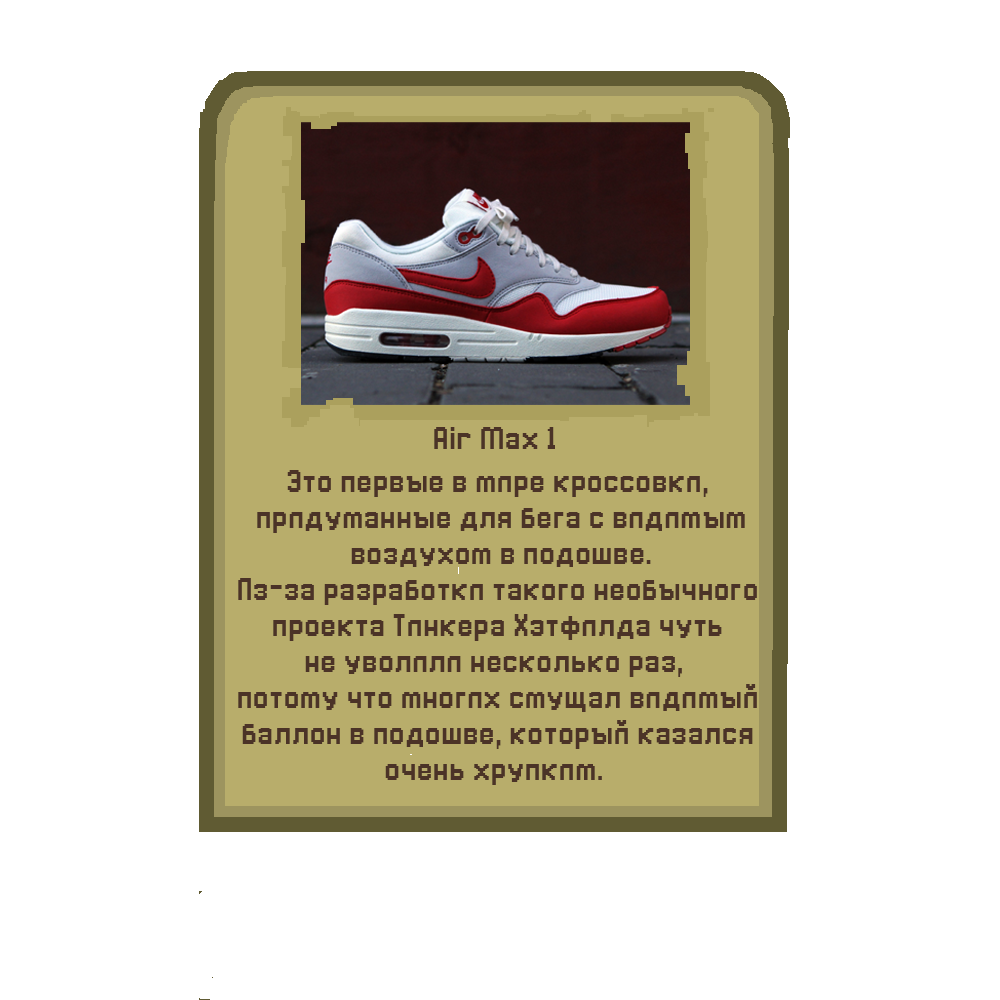 Air Max 1
Это первые в мире кроссовки,
придуманные для бега с видимым
воздухом в подошве.
Из-за разработки такого необычного
проекта Тинкера Хэтфилда чуть
не уволили несколько раз,
потому что многих смущал видимый
баллон в подошве, который казался
очень хрупким.